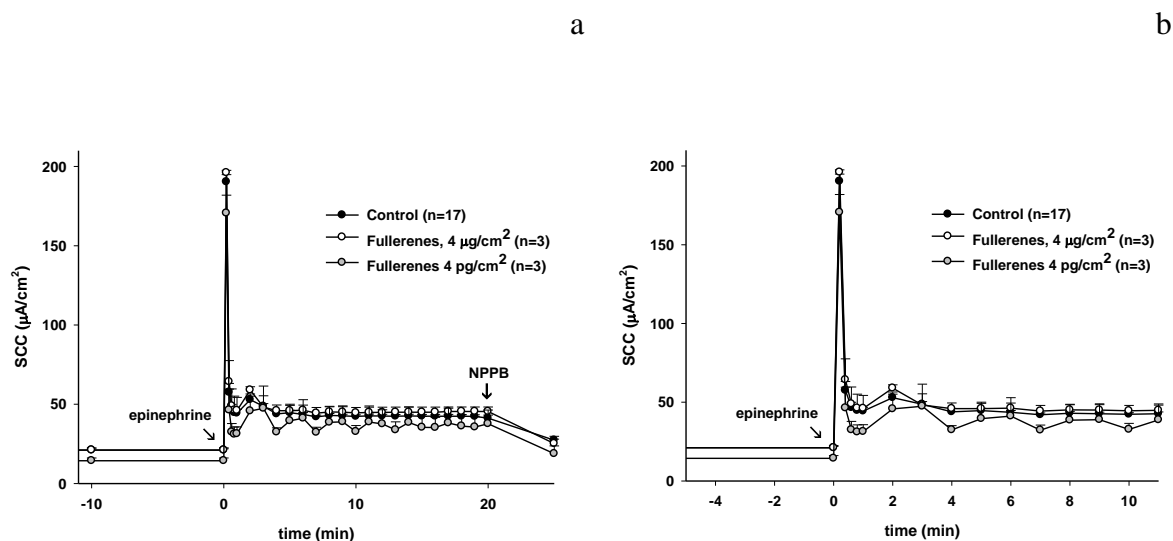 a
b
200
150
100
50
0
SCC (μA/cm²)
Control (n=17)
Fullerenes, 4 μg/cm² (n=3)
Fullerenes 4 pg/cm² (n=3)
NPPB
epinephrine
-10
0
10
20
time (min)
200
150
100
50
0
SCC (μA/cm²)
Control (n=17)
Fullerenes, 4 μg/cm² (n=3)
Fullerenes 4 pg/cm² (n=3)
epinephrine
-4
-2
0
2
4
6
8
10
time (min)